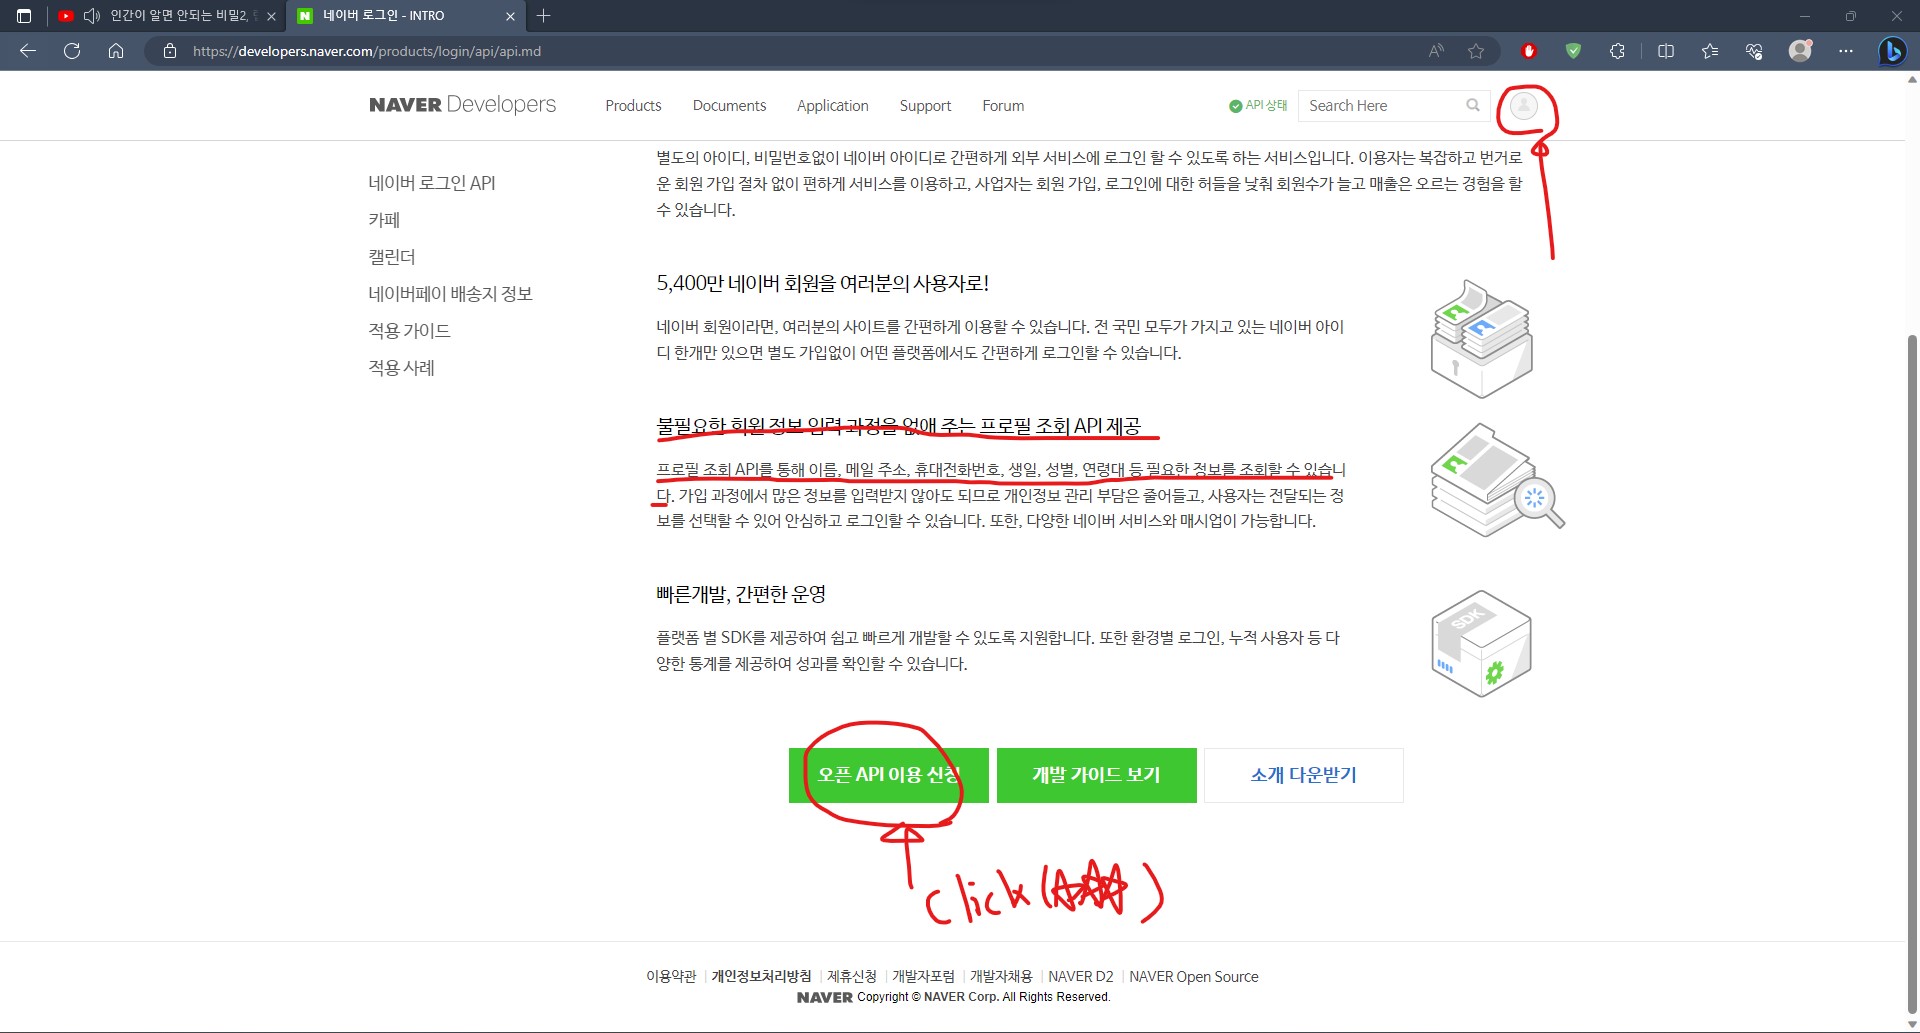 인간이 알면 안되는 비밀2,
네이버 로그인 - INTRO
https://developers.naver.com/products/login/api/api.md
NAVER Developers
Products
Documents
Application
Support
Forum
API 상태
Search Here
네이버 로그인 API
카페
캘린더
네이버페이 배송지 정보
적용 가이드
적용 사례
별도의 아이디, 비밀번호없이 네이버 아이디로 간편하게 외부 서비스에 로그인 할 수 있도록 하는 서비스입니다. 이용자는 복잡하고 번거로
운 회원 가입 절차 없이 편하게 서비스를 이용하고, 사업자는 회원 가입, 로그인에 대한 허들을 낮춰 회원수가 늘고 매출은 오르는 경험을 할
수 있습니다.
5,400만 네이버 회원을 여러분의 사용자로!
네이버 회원이라면, 여러분의 사이트를 간편하게 이용할 수 있습니다. 전 국민 모두가 가지고 있는 네이버 아이
디 한개만 있으면 별도 가입없이 어떤 플랫폼에서도 간편하게 로그인할 수 있습니다.
불필요한 회원 정보 입력 과정을 없애 주는 프로필 조회 API 제공
프로필 조회 API를 통해 이름, 메일 주소, 휴대전화번호, 생일, 성별, 연령대 등 필요한 정보를 조회할 수 있습니
다. 가입 과정에서 많은 정보를 입력받지 않아도 되므로 개인정보 관리 부담은 줄어들고, 사용자는 전달되는 정
보를 선택할 수 있어 안심하고 로그인할 수 있습니다. 또한, 다양한 네이버 서비스와 매시업이 가능합니다.
빠른개발, 간편한 운영
플랫폼 별 SDK를 제공하여 쉽고 빠르게 개발할 수 있도록 지원합니다. 또한 환경별 로그인, 누적 사용자 등 다
양한 통계를 제공하여 성과를 확인할 수 있습니다.
SDK
오픈 API 이용 신청
개발 가이드 보기
소개 다운받기
click(☆☆☆)
이용약관 개인정보처리방침 제휴신청 개발자포럼 개발자채용 NAVER D2 NAVER Open Source
NAVER Copyright © NAVER Corp. All Rights Reserved.